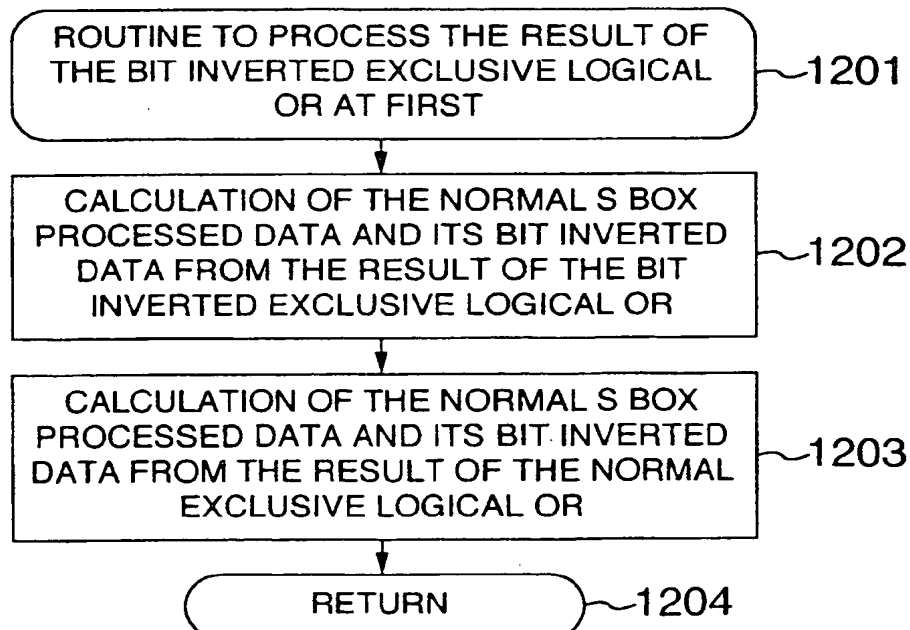 ROUTINE TO PROCESS THE RESULT OF
THE BIT INVERTED EXCLUSIVE LOGICAL
OR AT FIRST
1201
CALCULATION OF THE NORMAL S BOX
PROCESSED DATA AND ITS BIT INVERTED
DATA FROM THE RESULT OF THE BIT
INVERTED EXCLUSIVE LOGICAL OR
1202
CALCULATION OF THE NORMAL S BOX
PROCESSED DATA AND ITS BIT INVERTED
DATA FROM THE RESULT OF THE NORMAL
EXCLUSIVE LOGICAL OR
1203
RETURN
1204